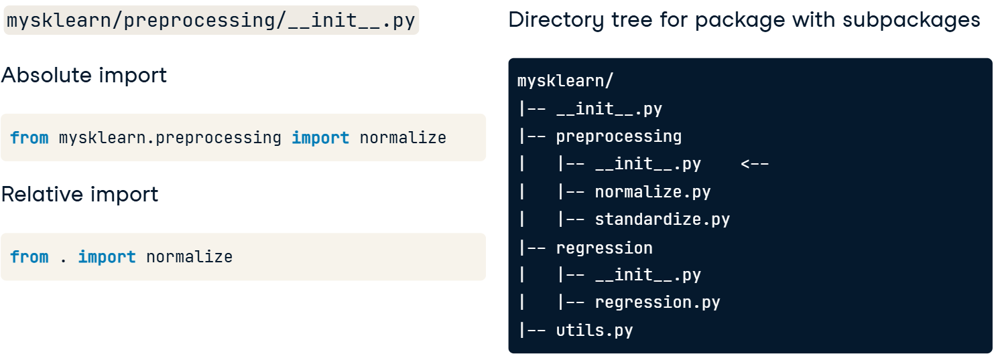 mysklearn/preprocessing/__init__.py
Absolute import
from mysklearn.preprocessing import normalize
Relative import
from . import normalize
Directory tree for package with subpackages
mysklearn/
|-- __init__.py
|-- preprocessing
|   |-- __init__.py    <--
|   |-- normalize.py
|   |-- standardize.py
|-- regression
|   |-- __init__.py
|   |-- regression.py
|-- utils.py